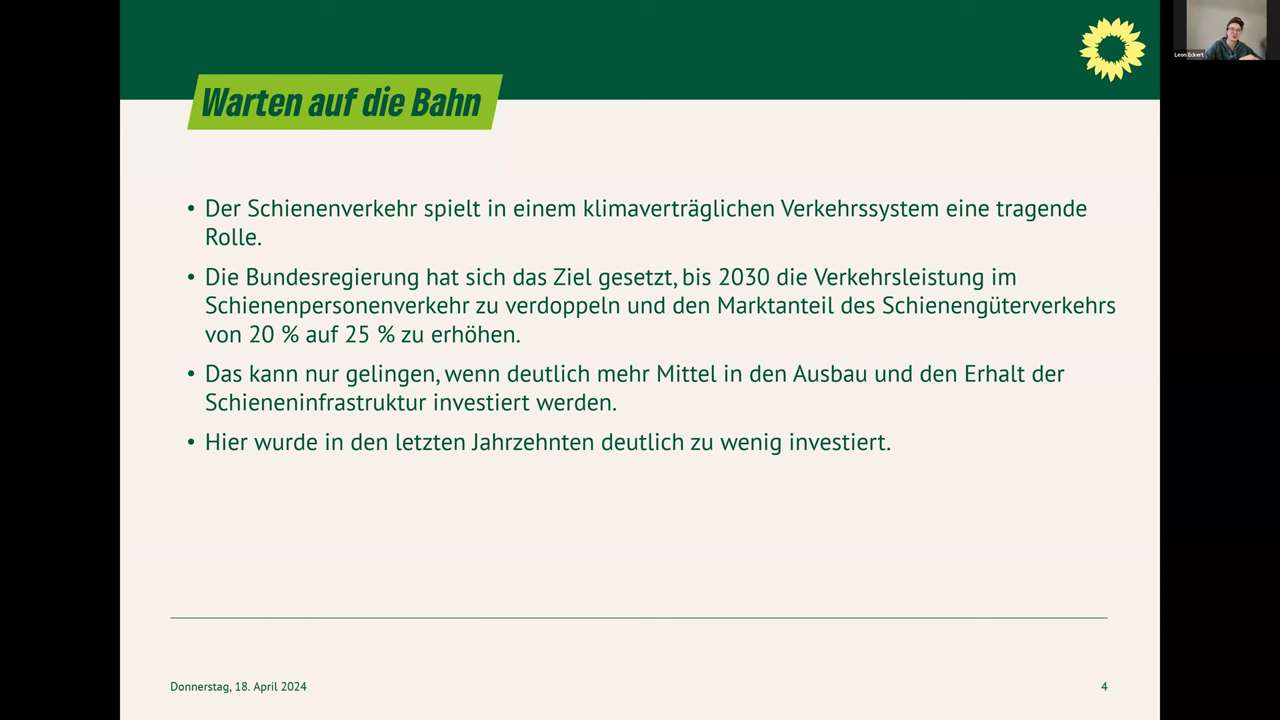 Leon Eckert
Warten auf die Bahn
• Der Schienenverkehr spielt in einem klimaverträglichen Verkehrssystem eine tragende
Rolle.
• Die Bundesregierung hat sich das Ziel gesetzt, bis 2030 die Verkehrsleistung im
Schienenpersonenverkehr zu verdoppeln und den Marktanteil des Schienengüterverkehrs
von 20 % auf 25 % zu erhöhen.
• Das kann nur gelingen, wenn deutlich mehr Mittel in den Ausbau und den Erhalt der
Schieneninfrastruktur investiert werden.
• Hier wurde in den letzten Jahrzehnten deutlich zu wenig investiert.
Donnerstag, 18. April 2024
4